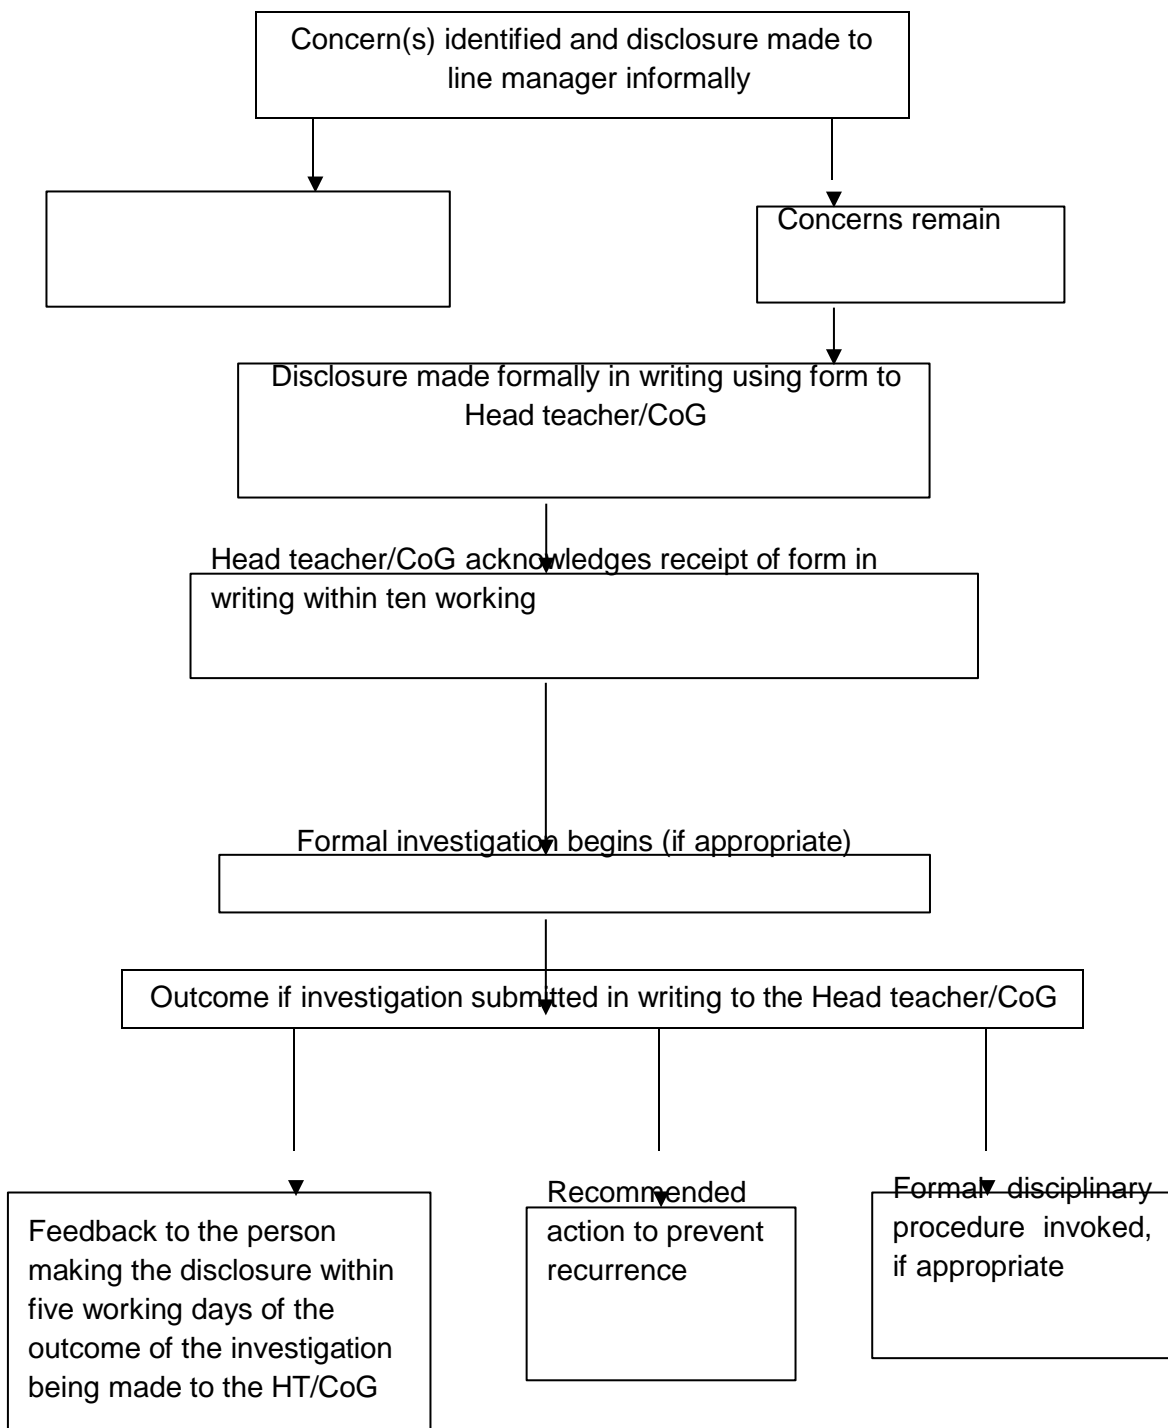 Concern(s) identified and disclosure made to
line manager informally
Concerns remain
Disclosure made formally in writing using form to
Head teacher/CoG
Head teacher/CoG acknowledges receipt of form in
writing within ten working
Formal investigation begins (if appropriate)
Outcome if investigation submitted in writing to the Head teacher/CoG
Feedback to the person
making the disclosure within
five working days of the
outcome of the investigation
being made to the HT/CoG
Recommended
action to prevent
recurrence
Formal disciplinary
procedure invoked,
if appropriate